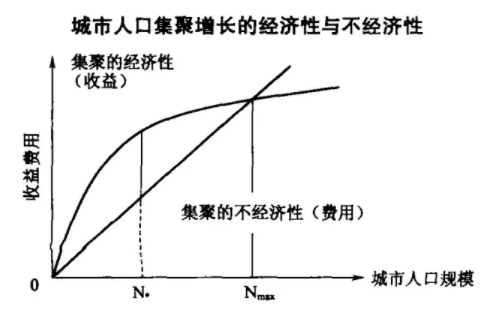 城市人口集聚增长的经济性与不经济性
集聚的经济性
（收益）
收益费用
集聚的不经济性（费用）
0
N*
Nmax
城市人口规模